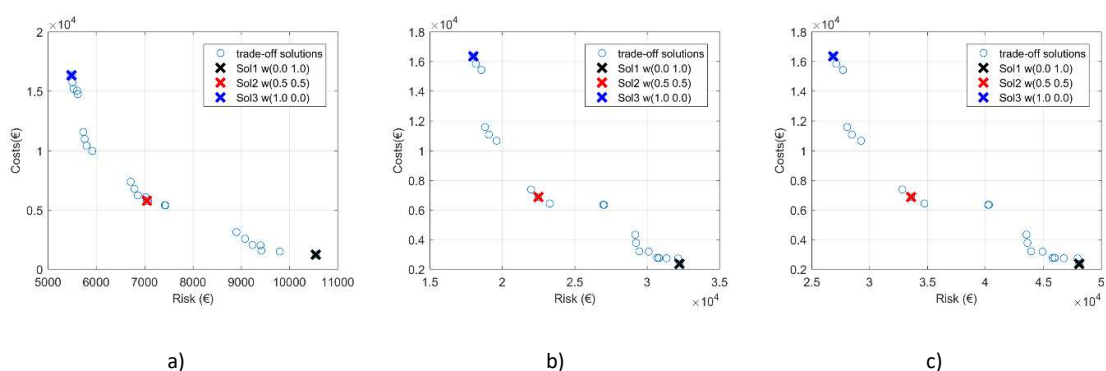 ×10⁴
2
1.5
1
0.5
0
Costs(€)
trade-off solutions
Sol1 w(0.0 1.0)
Sol2 w(0.5 0.5)
Sol3 w(1.0 0.0)
5000 6000 7000 8000 9000 10000 11000
Risk (€)
a)
×10⁴
1.8
1.6
1.4
1.2
1
0.8
0.6
0.4
0.2
Costs(€)
trade-off solutions
Sol1 w(0.0 1.0)
Sol2 w(0.5 0.5)
Sol3 w(1.0 0.0)
1.5 2 2.5 3 3.5
Risk (€)
×10⁴
b)
×10⁴
1.8
1.6
1.4
1.2
1
0.8
0.6
0.4
0.2
Costs(€)
trade-off solutions
Sol1 w(0.0 1.0)
Sol2 w(0.5 0.5)
Sol3 w(1.0 0.0)
2.5 3 3.5 4 4.5 5
Risk (€)
×10⁴
c)